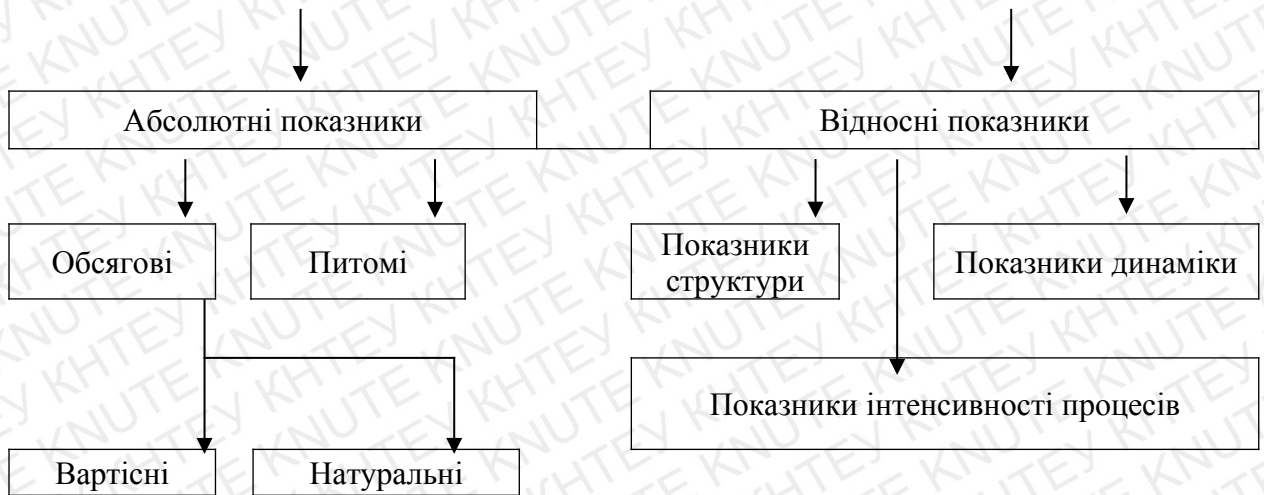 Абсолютні показники
Відносні показники
Обсягові
Питомі
Показники
структури
Показники динаміки
Показники інтенсивності процесів
Вартісні
Натуральні